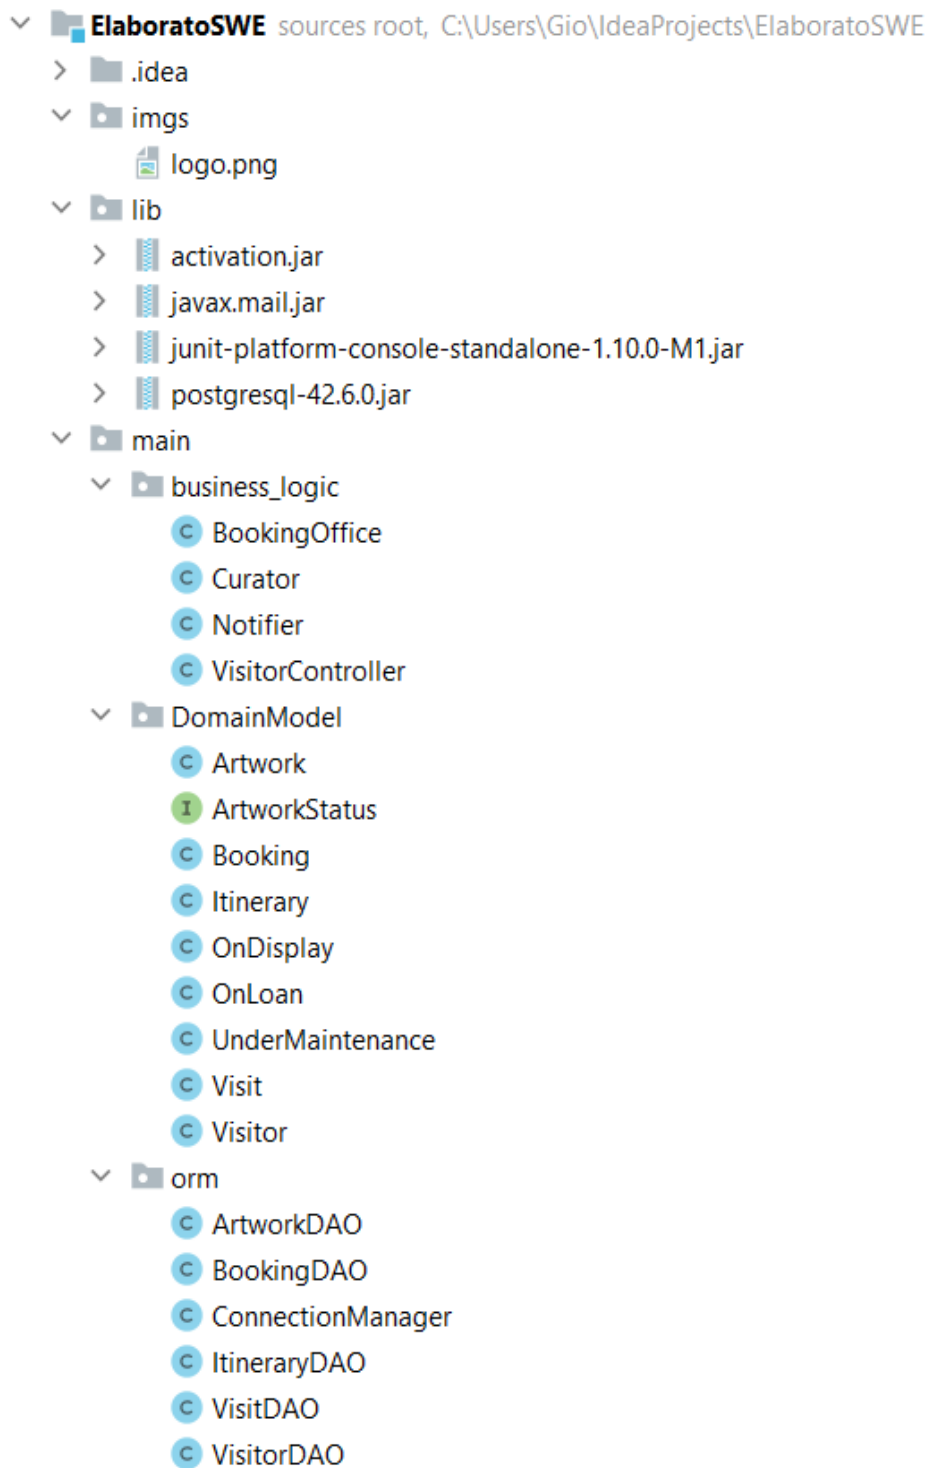 ElaboratoSWE sources root, C:\Users\Gio\IdeaProjects\ElaboratoSWE
.idea
imgs
logo.png
lib
activation.jar
javax.mail.jar
junit-platform-console-standalone-1.10.0-M1.jar
postgresql-42.6.0.jar
main
business_logic
C BookingOffice
C Curator
C Notifier
C VisitorController
DomainModel
C Artwork
I ArtworkStatus
C Booking
C Itinerary
C OnDisplay
C OnLoan
C UnderMaintenance
C Visit
C Visitor
orm
C ArtworkDAO
C BookingDAO
C ConnectionManager
C ItineraryDAO
C VisitDAO
C VisitorDAO